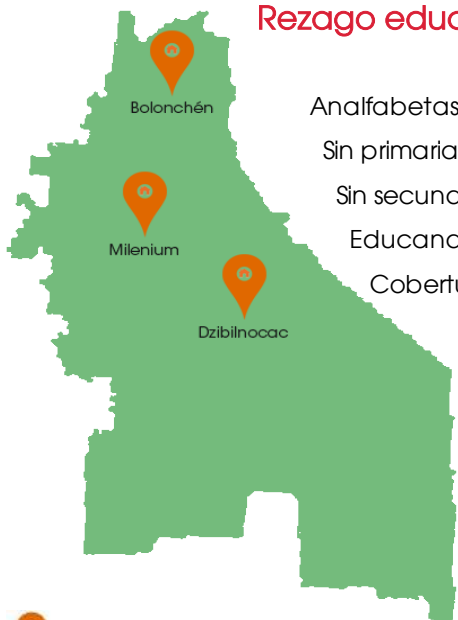 Rezago educ
Bolonchén
Analfabetas
Sin primaria
Sin secund
Milenium
Educand
Cobertu
Dzibilnocac